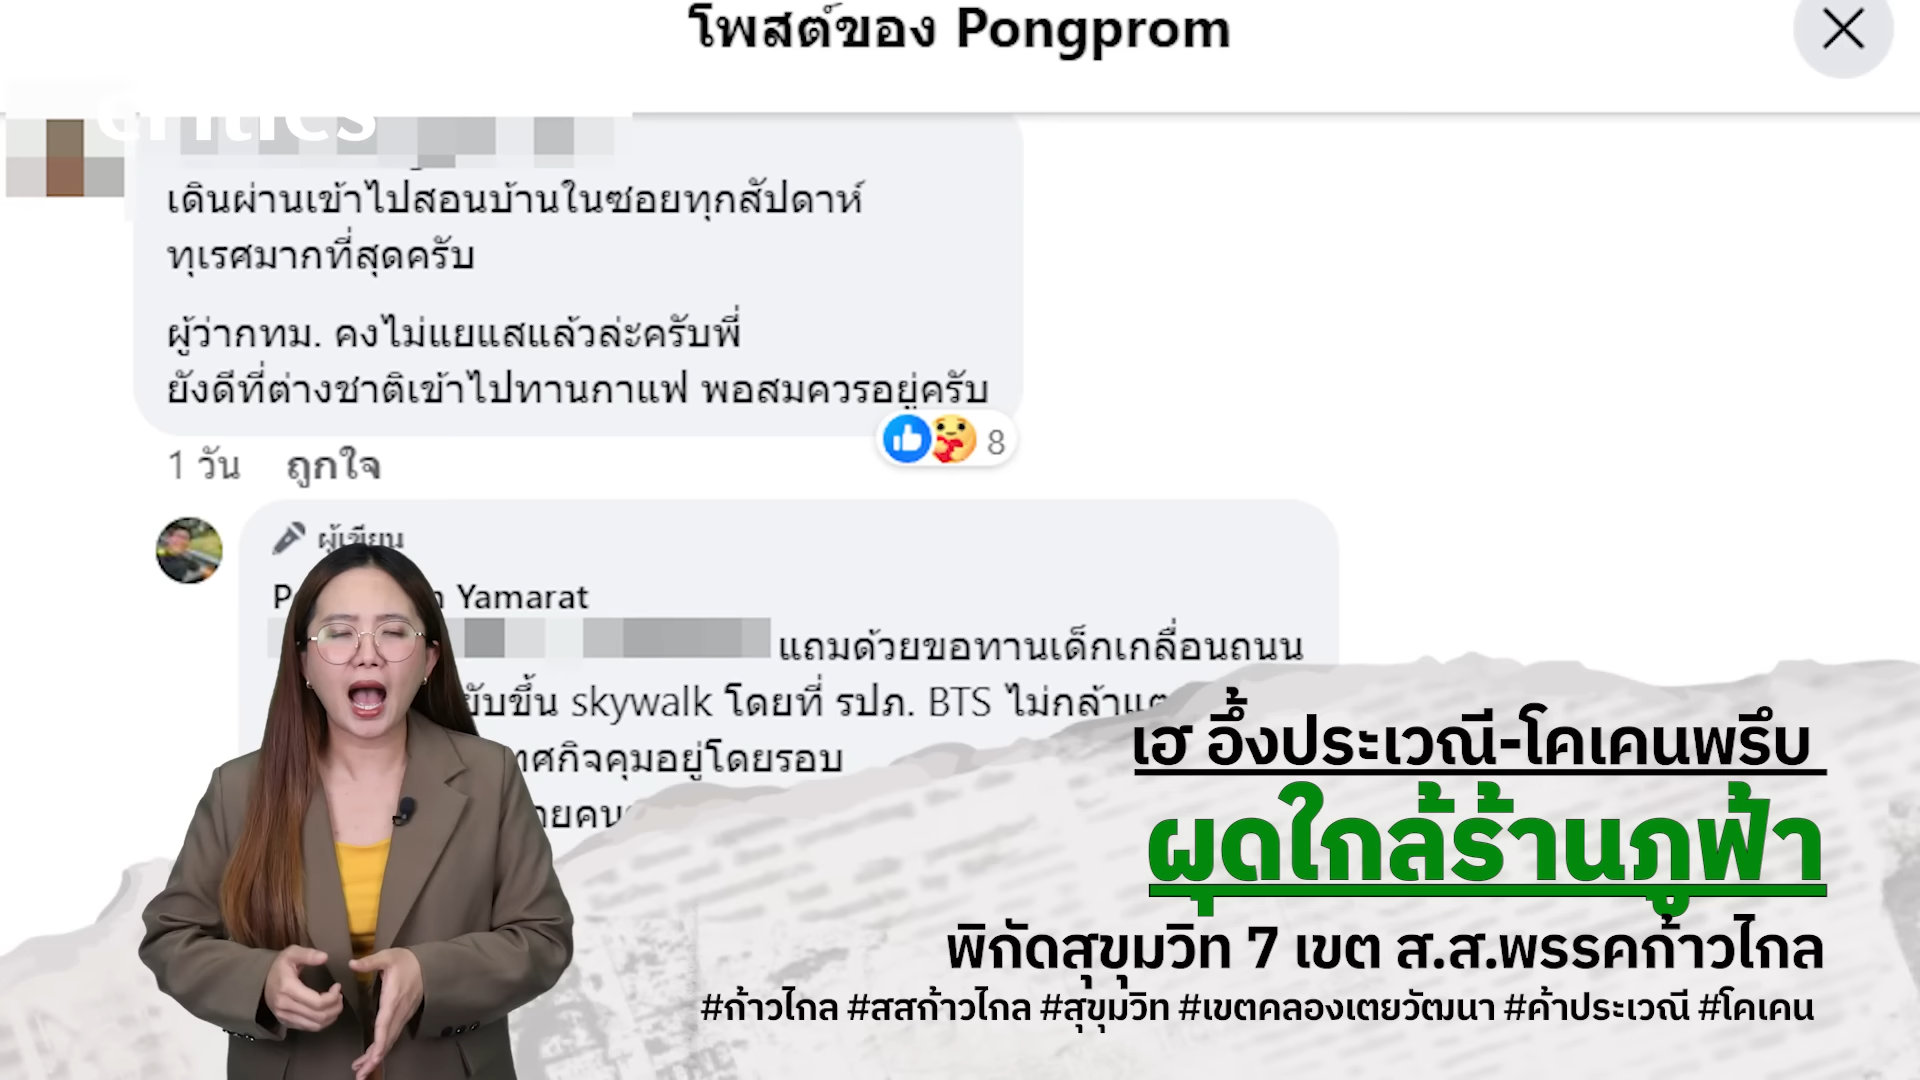 โพสต์ของ Pongprom
critics
เดินผ่านเข้าไปสอนบ้านในซอยทุกสัปดาห์
ทุเรศมากที่สุดครับ
ผู้ว่ากทม. คงไม่แยแสแล้วล่ะครับพี่
ยังดีที่ต่างชาติเข้าไปทานกาแฟ พอสมควรอยู่ครับ
8
1 วัน ถูกใจ
ผู้เขียน
Yamarat
แถมด้วยขอทานเด็กเกลื่อนถนน
ขึ้น skywalk โดยที่ รปภ. BTS ไม่กล้า
เทศกิจคุมอยู่โดยรอบ
เฮ อึ้งประเวณี-โคเคนพรึบ
ผุดใกล้ร้านภูฟ้า
พิกัดสุขุมวิท 7 เขต ส.ส.พรรคก้าวไกล
#ก้าวไกล #สสก้าวไกล #สุขุมวิท #เขตคลองเตยวัฒนา #ค้าประเวณี #โคเคน